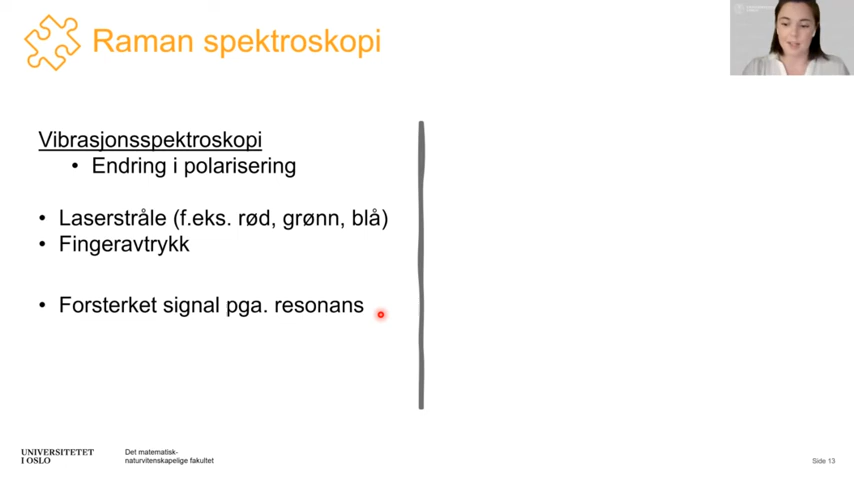 Raman spektroskopi
Vibrasjonsspektroskopi
• Endring i polarisering
• Laserstråle (f.eks. rød, grønn, blå)
• Fingeravtrykk
• Forsterket signal pga. resonans
UNIVERSITETET
I OSLO
Det matematisk-
naturvitenskapelige fakultet
Side 13